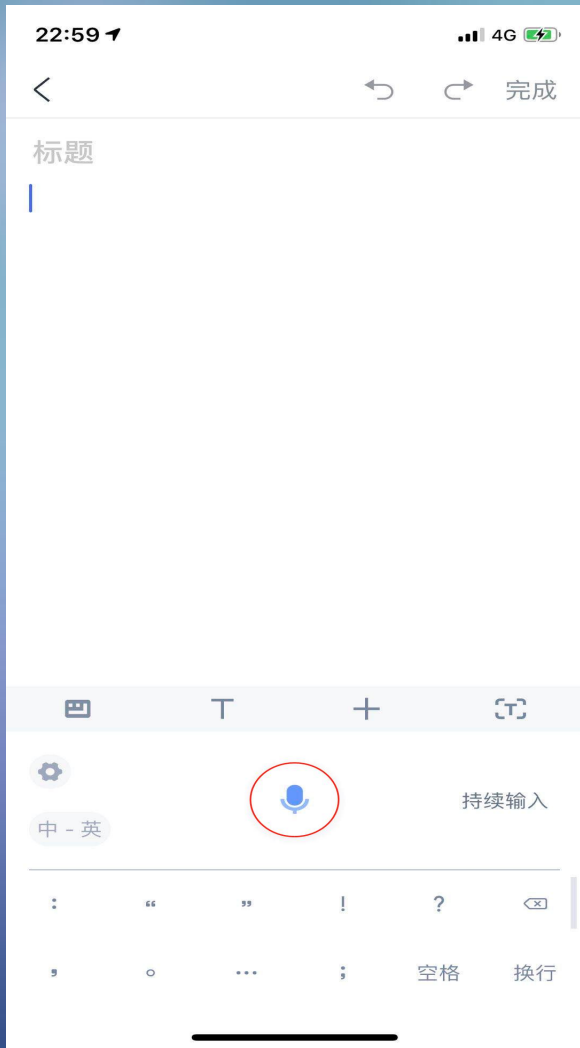 22:59 4G
完成
标题
T + T
持续输入
中 - 英
: “ ” ! ?
, 。 … ; 空格 换行